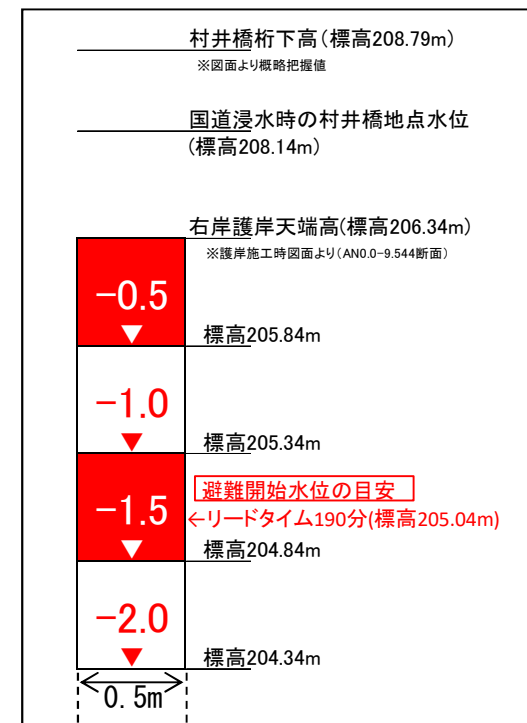 村井橋桁下高(標高208.79m)
※図面より概略把握値
国道浸水時の村井橋地点水位
(標高208.14m)
右岸護岸天端高(標高206.34m)
※護岸施工時図面より(AN0.0-9.544断面)
-0.5
▼
標高205.84m
-1.0
▼
標高205.34m
避難開始水位の目安
-1.5
←リードタイム190分(標高205.04m)
▼
標高204.84m
-2.0
▼
標高204.34m
0.5m